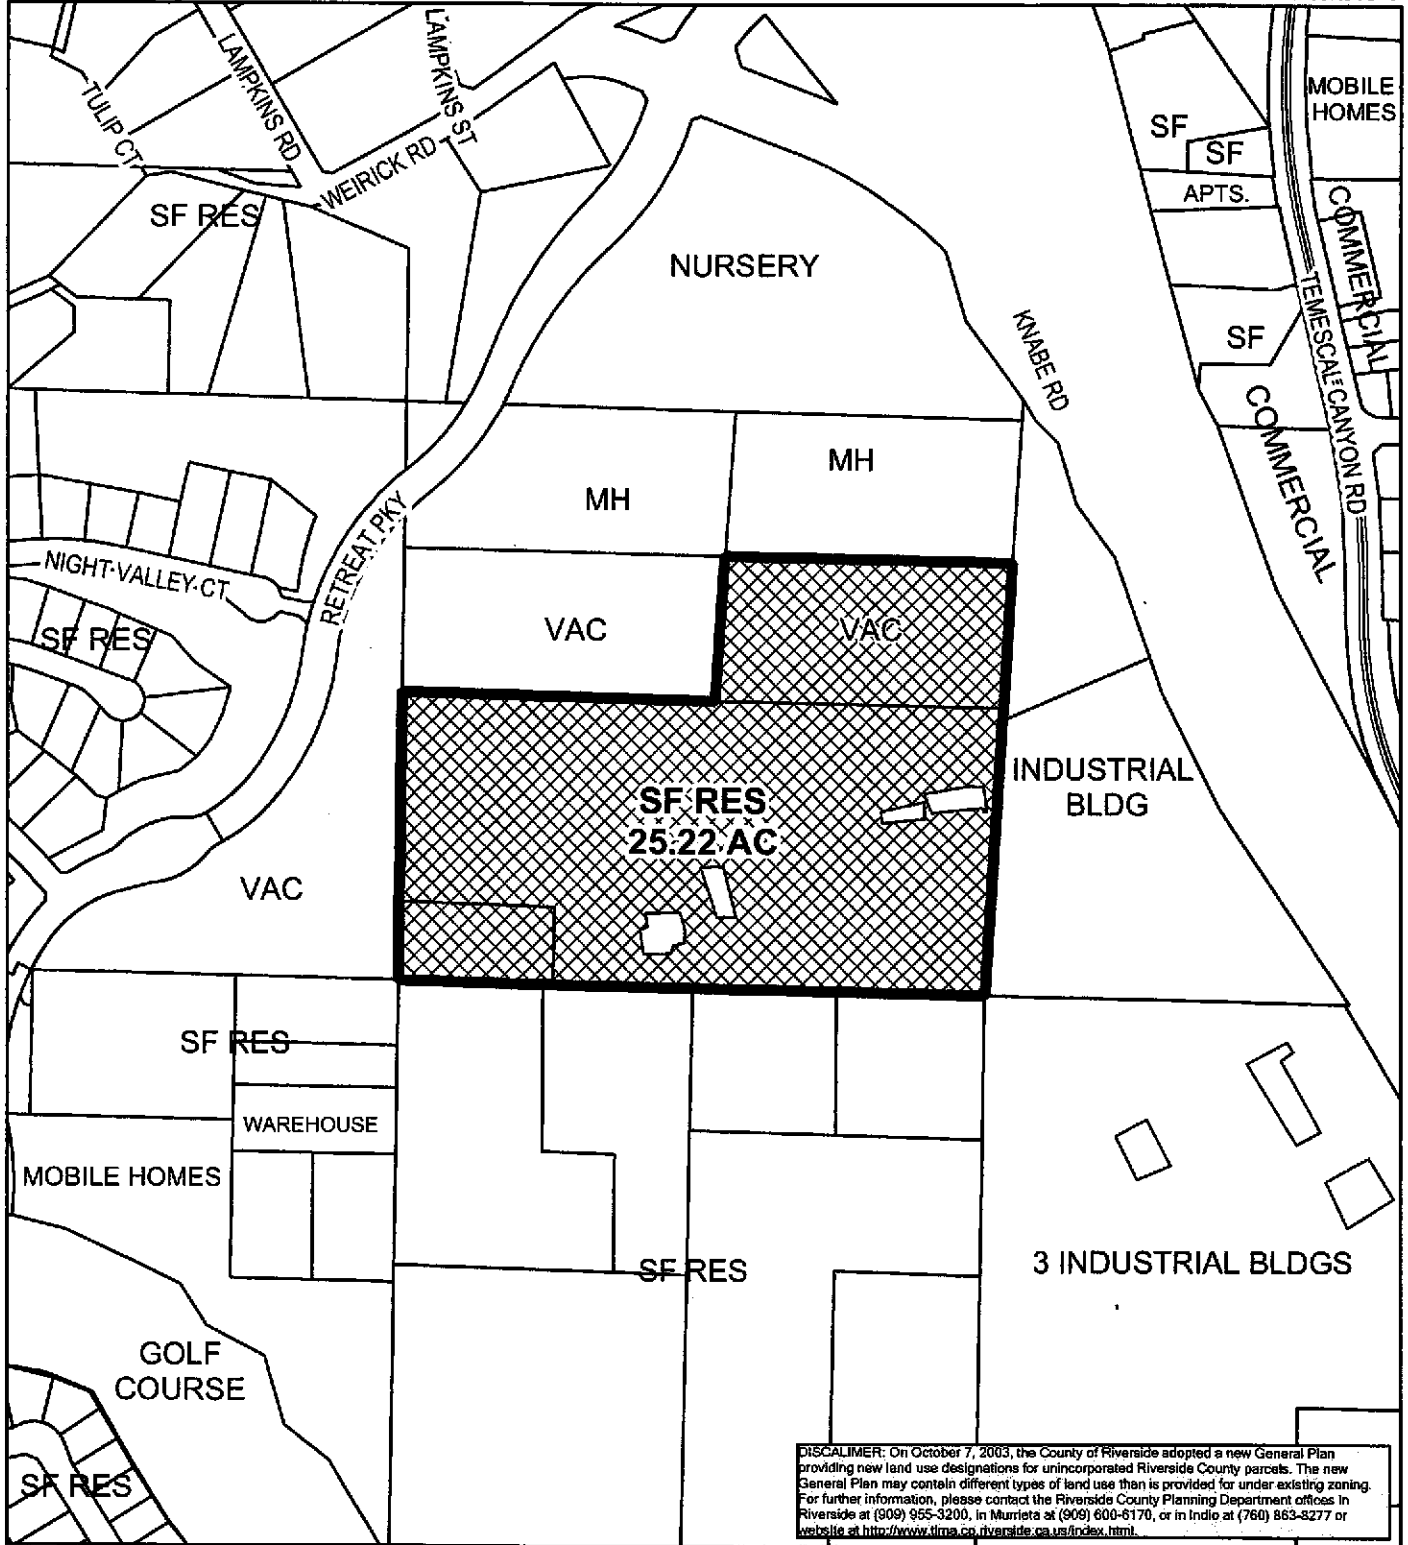 LAMPKINS RD
LAMPKINS ST
TULIP CT
WEIRICK RD
SF RES
NURSERY
SF
SF
APTS.
MOBILE
HOMES
COMMERCIAL
TEMESCAL CANYON RD
SF
KNABE RD
COMMERCIAL
MH
MH
RETREAT PKY
NIGHT VALLEY CT
SF RES
VAC
VAC
SF RES
25.22 AC
INDUSTRIAL
BLDG
VAC
SF RES
WAREHOUSE
MOBILE HOMES
SF RES
3 INDUSTRIAL BLDGS
GOLF
COURSE
SF RES
DISCALIMER: On October 7, 2003, the County of Riverside adopted a new General Plan
providing new land use designations for unincorporated Riverside County parcels. The new
General Plan may contain different types of land use than is provided for under existing zoning.
For further information, please contact the Riverside County Planning Department offices in
Riverside at (909) 955-3200, in Murrieta at (909) 600-6170, or in Indio at (760) 863-8277 or
website at http://www.tlma.co.riverside.ca.us/index.html.